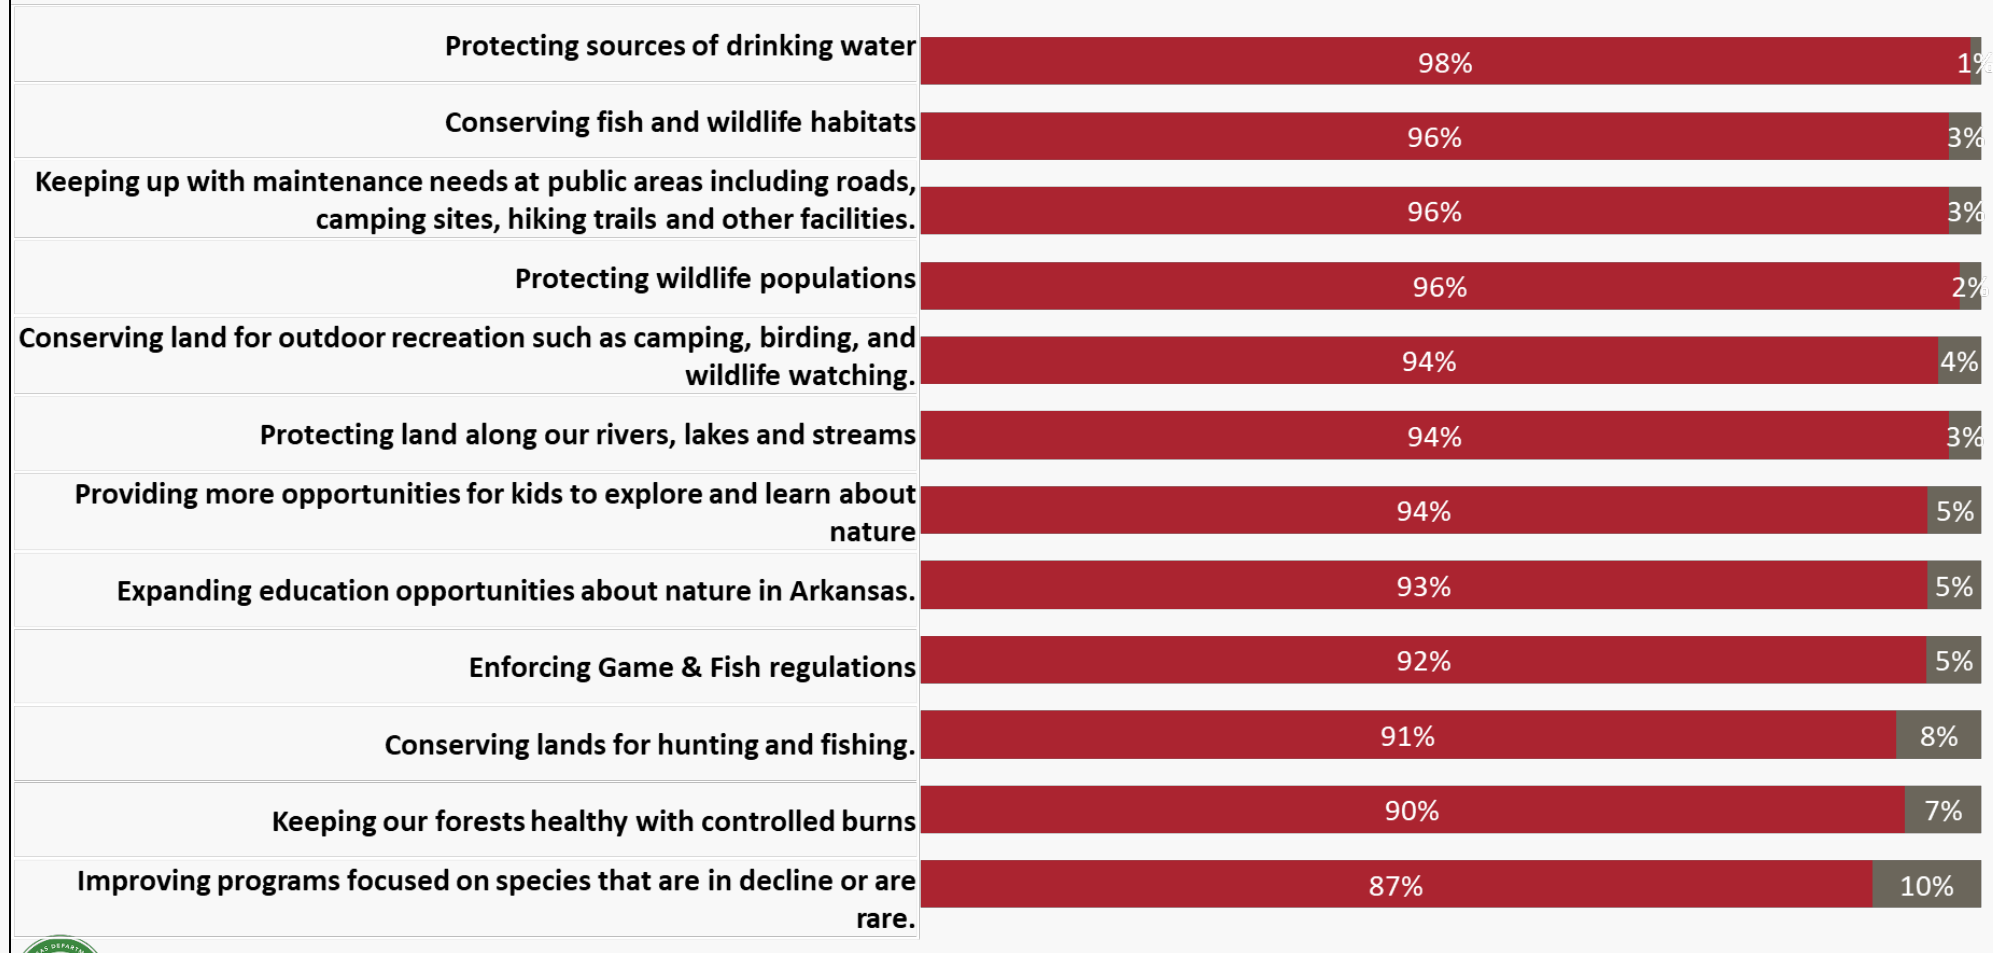 Protecting sources of drinking water
98%
1%
Conserving fish and wildlife habitats
96%
3%
Keeping up with maintenance needs at public areas including roads,
camping sites, hiking trails and other facilities.
96%
3%
Protecting wildlife populations
96%
2%
Conserving land for outdoor recreation such as camping, birding, and
wildlife watching.
94%
4%
Protecting land along our rivers, lakes and streams
94%
3%
Providing more opportunities for kids to explore and learn about
nature
94%
5%
Expanding education opportunities about nature in Arkansas.
93%
5%
Enforcing Game & Fish regulations
92%
5%
Conserving lands for hunting and fishing.
91%
8%
Keeping our forests healthy with controlled burns
90%
7%
Improving programs focused on species that are in decline or are
rare.
87%
10%